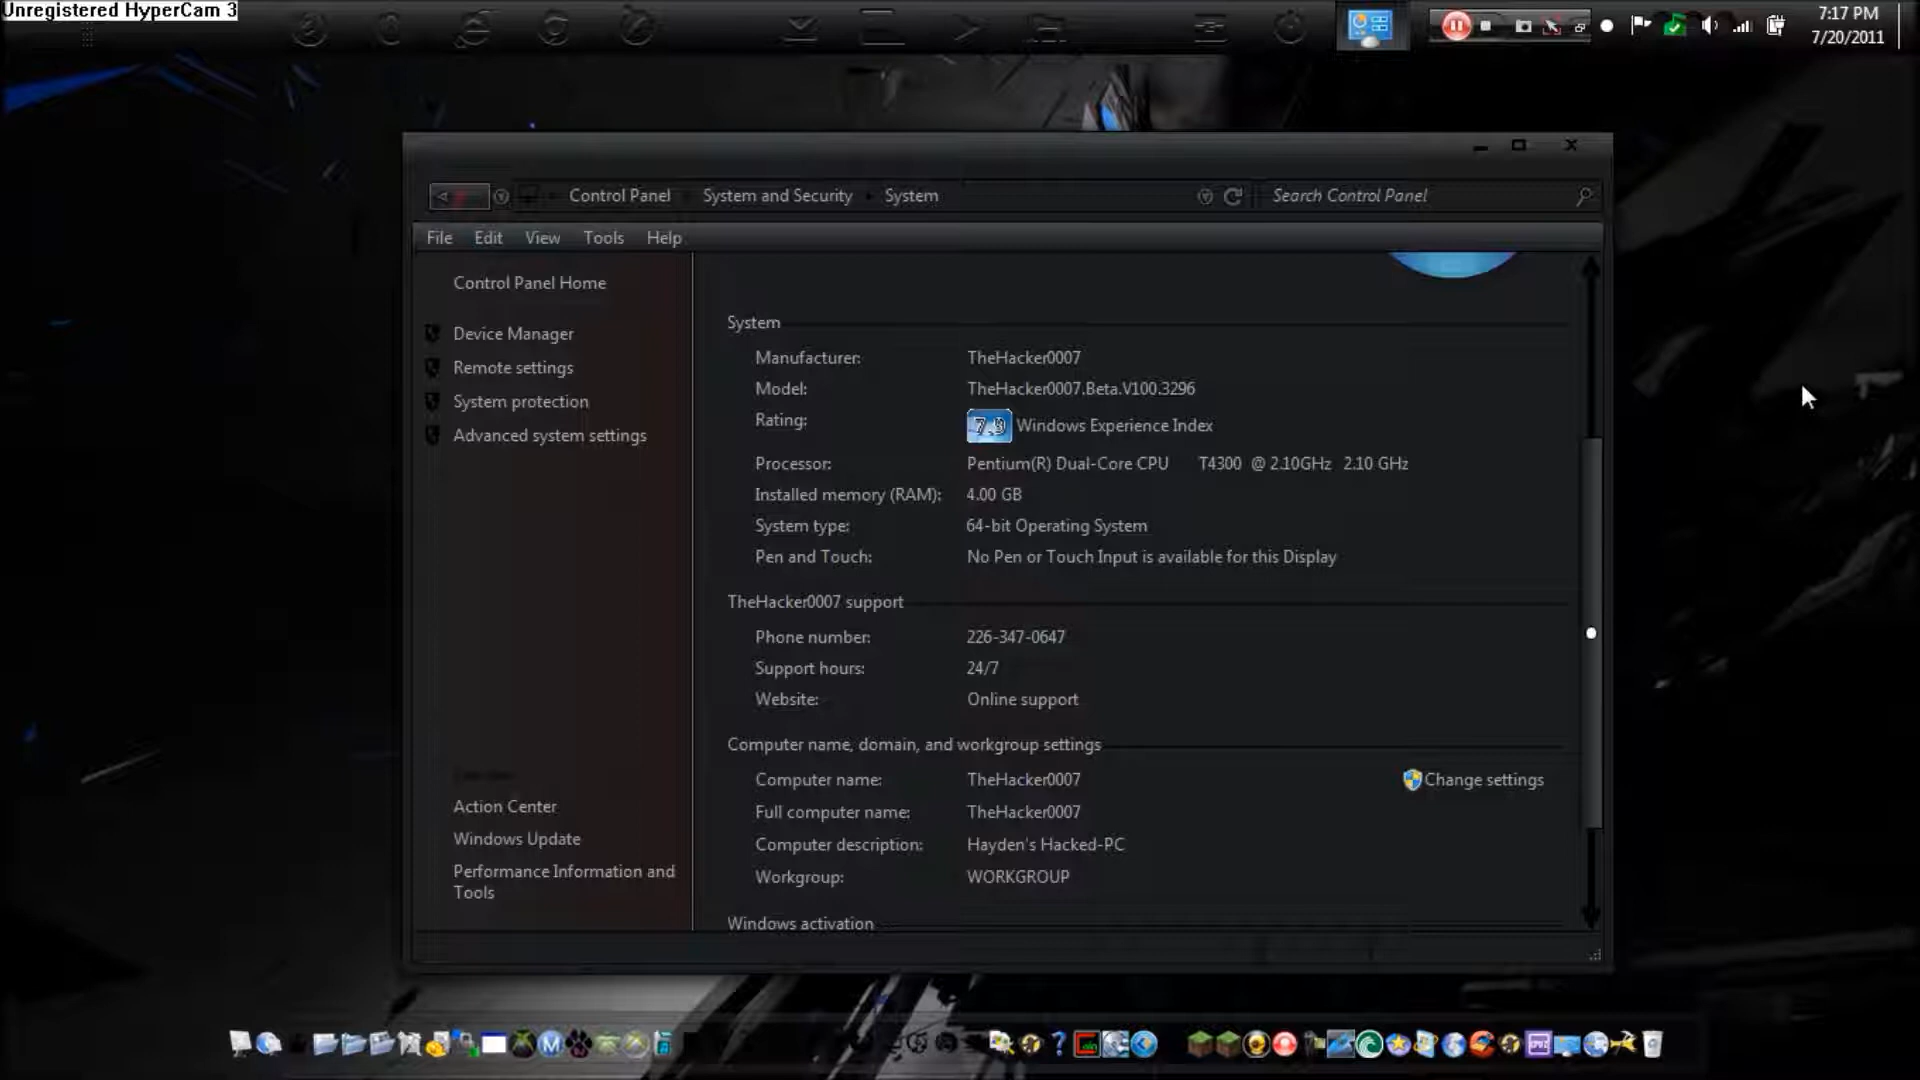 Unregistered HyperCam 3
7:17 PM
7/20/2011
Control Panel
System and Security
System
Search Control Panel
File Edit View Tools Help
Control Panel Home
Device Manager
Remote settings
System protection
Advanced system settings
Action Center
Windows Update
Performance Information and
Tools
System
Manufacturer: TheHacker0007
Model: TheHacker0007.Beta.V100.3296
Rating: 7.9 Windows Experience Index
Processor: Pentium(R) Dual-Core CPU T4300 @ 2.10GHz 2.10 GHz
Installed memory (RAM): 4.00 GB
System type: 64-bit Operating System
Pen and Touch: No Pen or Touch Input is available for this Display
TheHacker0007 support
Phone number: 226-347-0647
Support hours: 24/7
Website: Online support
Computer name, domain, and workgroup settings
Computer name: TheHacker0007
Change settings
Full computer name: TheHacker0007
Computer description: Hayden's Hacked-PC
Workgroup: WORKGROUP
Windows activation